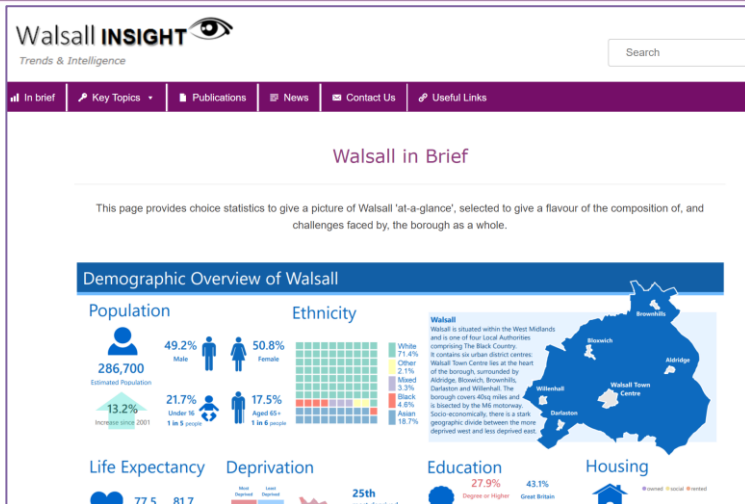 Walsall INSIGHT
Trends & Intelligence
Search
In brief
Key Topics
Publications
News
Contact Us
Useful Links
Walsall in Brief
This page provides choice statistics to give a picture of Walsall 'at-a-glance', selected to give a flavour of the composition of, and
challenges faced by, the borough as a whole.
Demographic Overview of Walsall
Population
286,700
Estimated Population
13.2%
Increase since 2001
49.2%
Male
50.8%
Female
21.7%
Under 16
1 in 5 people
17.5%
Aged 65+
1 in 6 people
Ethnicity
White
71.4%
Other
2.1%
Mixed
3.3%
Black
4.6%
Asian
18.7%
Walsall
Walsall is situated within the West Midlands
and is one of four Local Authorities
comprising The Black Country.
It contains six urban district centres:
Walsall Town Centre lies at the heart
of the borough, surrounded by
Aldridge, Bloxwich, Brownhills,
Darlaston and Willenhall. The
borough covers 40sq miles and
is bisected by the M6 motorway.
Socio-economically, there is a stark
geographic divide between the more
deprived west and less deprived east.
Brownhills
Bloxwich
Aldridge
Willenhall
Walsall Town
Centre
Darlaston
Life Expectancy
77.5
81.7
Deprivation
Most
Deprived
Least
Deprived
25th
Education
27.9%
Degree or Higher
43.1%
Great Britain
Housing
owned
social
rented